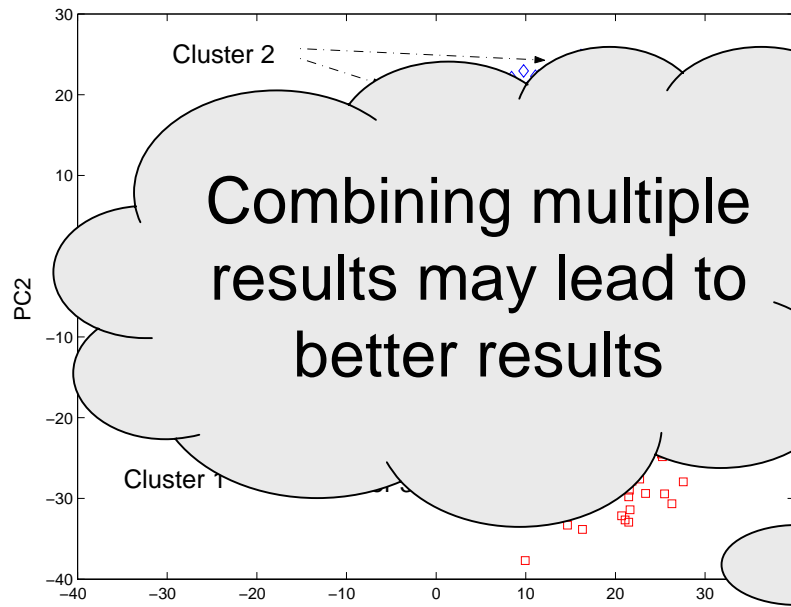 30
Cluster 2
20
10
Combining multiple
results may lead to
better results
PC2
−10
−20
Cluster 1
−30
−40
−40 −30 −20 −10 0 10 20 30